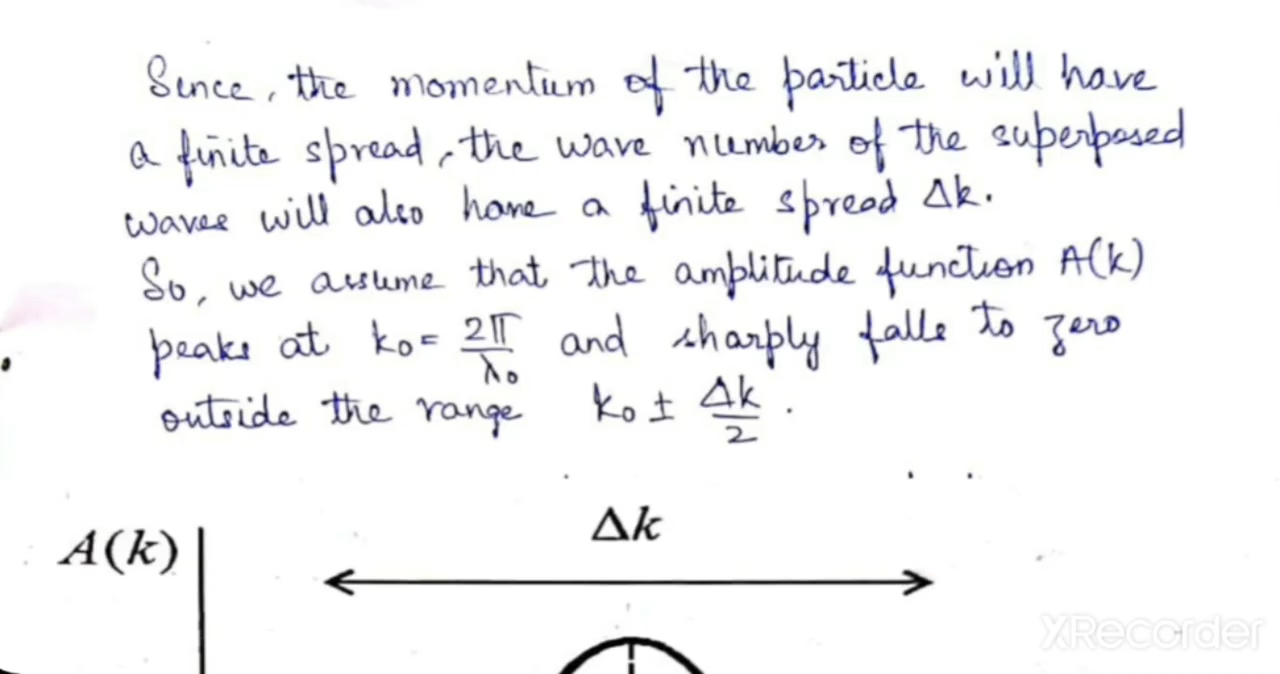 Since, the momentum of the particle will have
a finite spread, the wave number of the superposed
waves will also have a finite spread Δk.
So, we assume that the amplitude function A(k)
peaks at k₀ = 2π/λ₀ and sharply falls to zero
outside the range k₀ ± Δk/2 .
Δk
A(k)
XRecorder